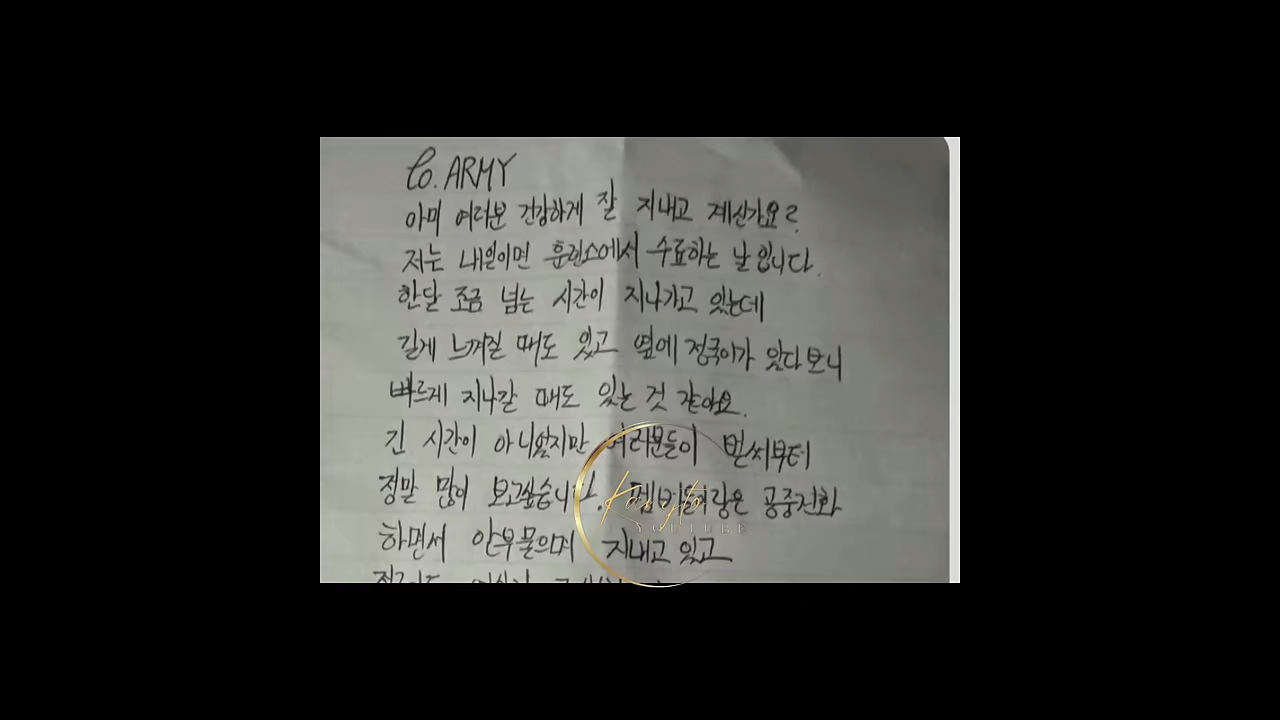 To. ARMY
아미 여러분 건강하게 잘 지내고 계신가요?
저는 내일이면 훈련소에서 수료하는 날 입니다.
한달 조금 넘는 시간이 지나가고 있는데
길게 느껴질 때도 있고 옆에 정국이가 있다보니
빠르게 지나갈 때도 있는 것 같아요.
긴 시간이 아니었지만 여러분들이 벌써부터
정말 많이 보고싶습니다. 멤버들이랑은 공중전화
하면서 안부 물으며 지내고 있고
YOUTUBE